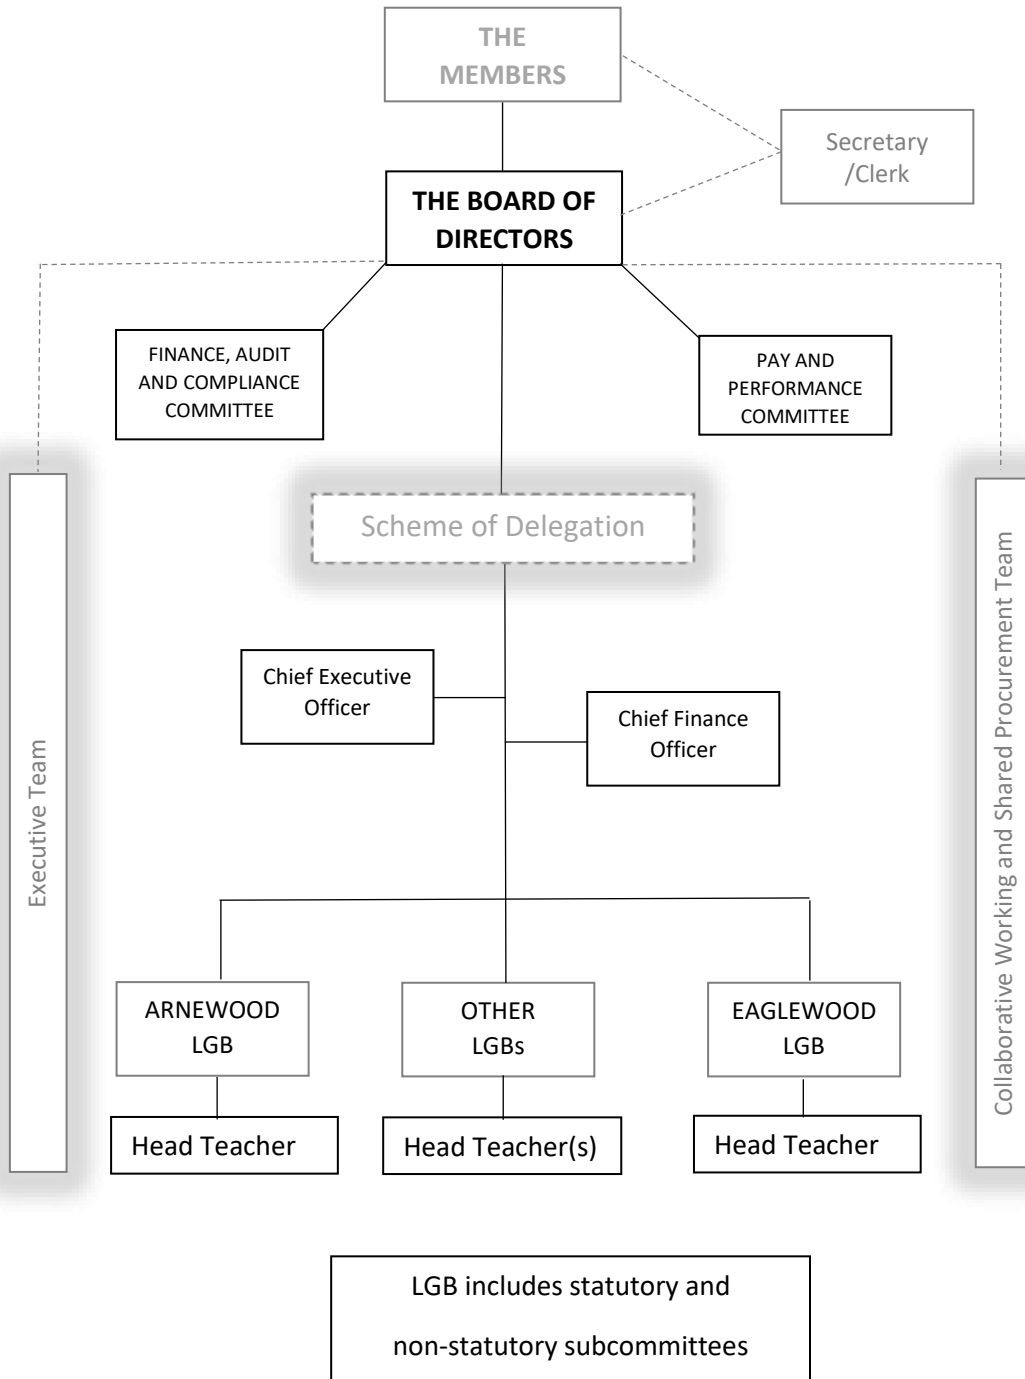 THE
MEMBERS
Secretary
/Clerk
THE BOARD OF
DIRECTORS
FINANCE, AUDIT
AND COMPLIANCE
COMMITTEE
PAY AND
PERFORMANCE
COMMITTEE
Scheme of Delegation
Chief Executive
Officer
Chief Finance
Officer
Executive Team
Collaborative Working and Shared Procurement Team
ARNEWOOD
LGB
OTHER
LGBs
EAGLEWOOD
LGB
Head Teacher
Head Teacher(s)
Head Teacher
LGB includes statutory and
non-statutory subcommittees